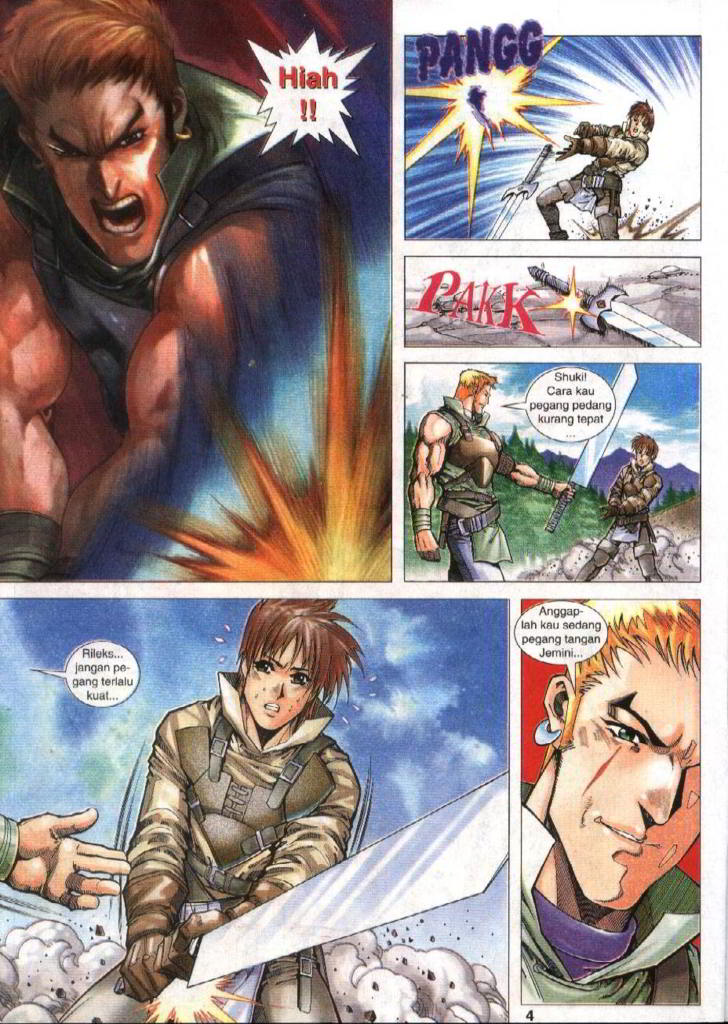 Hiah
!!
PANGG
PAKK
Shuki!
Cara kau
pegang pedang
kurang tepat
...
Rileks...
jangan pe-
gang terlalu
kuat...
Anggap-
lah kau sedang
pegang tangan
Jemini...
4